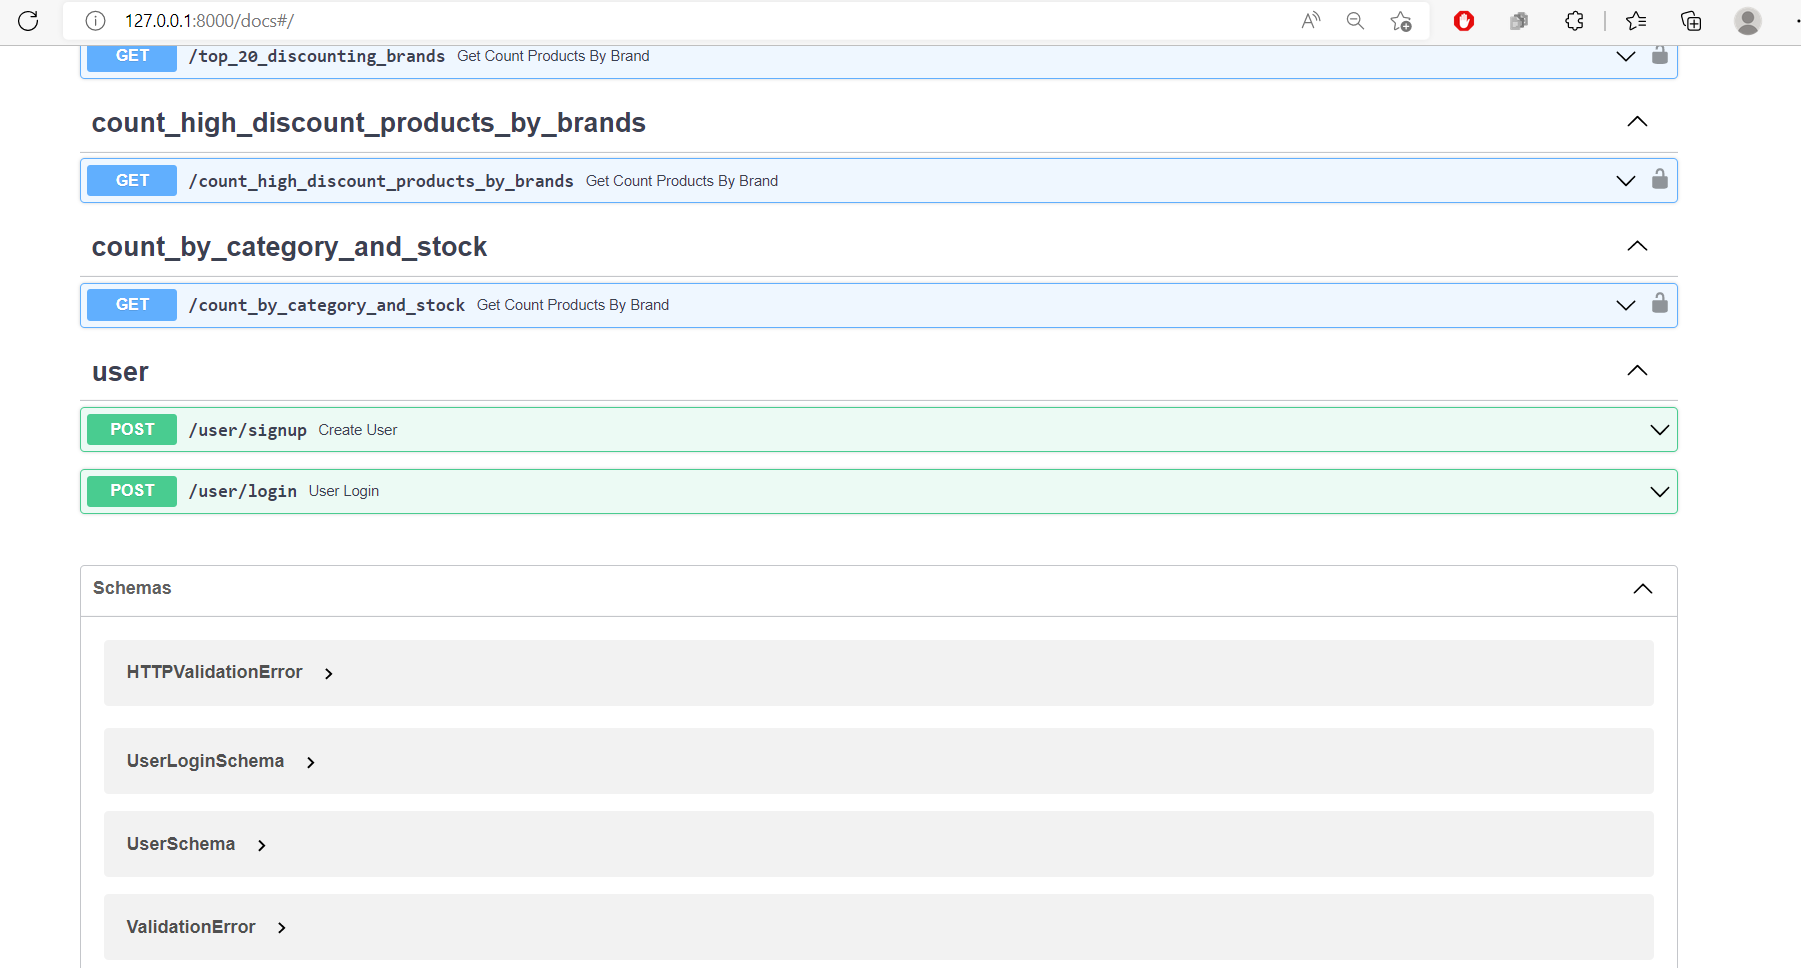 127.0.0.1:8000/docs#/
GET /top_20_discounting_brands Get Count Products By Brand
count_high_discount_products_by_brands
GET /count_high_discount_products_by_brands Get Count Products By Brand
count_by_category_and_stock
GET /count_by_category_and_stock Get Count Products By Brand
user
POST /user/signup Create User
POST /user/login User Login
Schemas
HTTPValidationError
UserLoginSchema
UserSchema
ValidationError